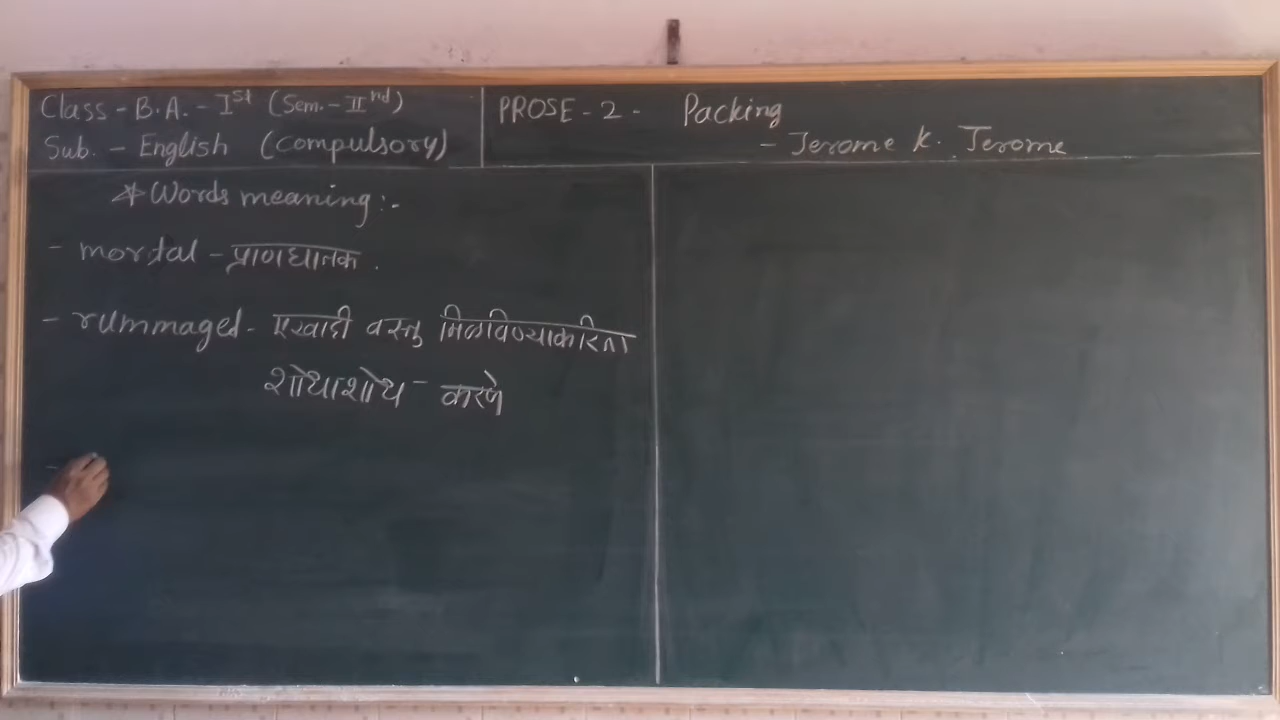 Class - B.A. - Ist (Sem. - IInd)
Sub. - English (Compulsory)
PROSE - 2 - Packing
- Jerome K. Jerome
* Words meaning :-
- mortal - प्राणघातक.
- rummaged - एखादी वस्तु मिळविण्याकरिता
शोधाशोध - करणे
-